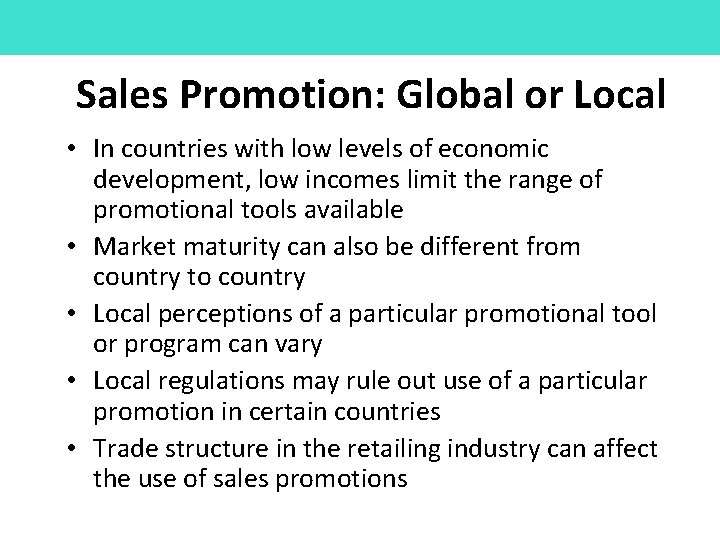 Sales Promotion: Global or Local
• In countries with low levels of economic
development, low incomes limit the range of
promotional tools available
• Market maturity can also be different from
country to country
• Local perceptions of a particular promotional tool
or program can vary
• Local regulations may rule out use of a particular
promotion in certain countries
• Trade structure in the retailing industry can affect
the use of sales promotions